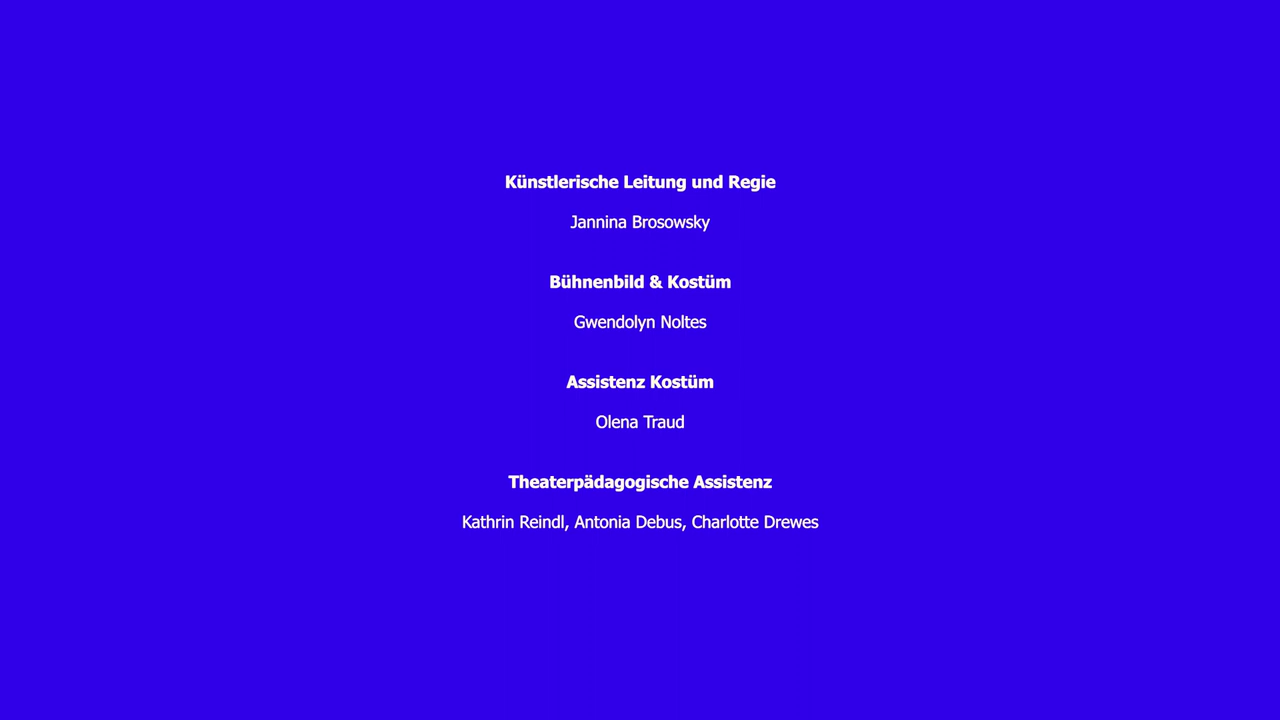 Künstlerische Leitung und Regie
Jannina Brosowsky
Bühnenbild & Kostüm
Gwendolyn Noltes
Assistenz Kostüm
Olena Traud
Theaterpädagogische Assistenz
Kathrin Reindl, Antonia Debus, Charlotte Drewes